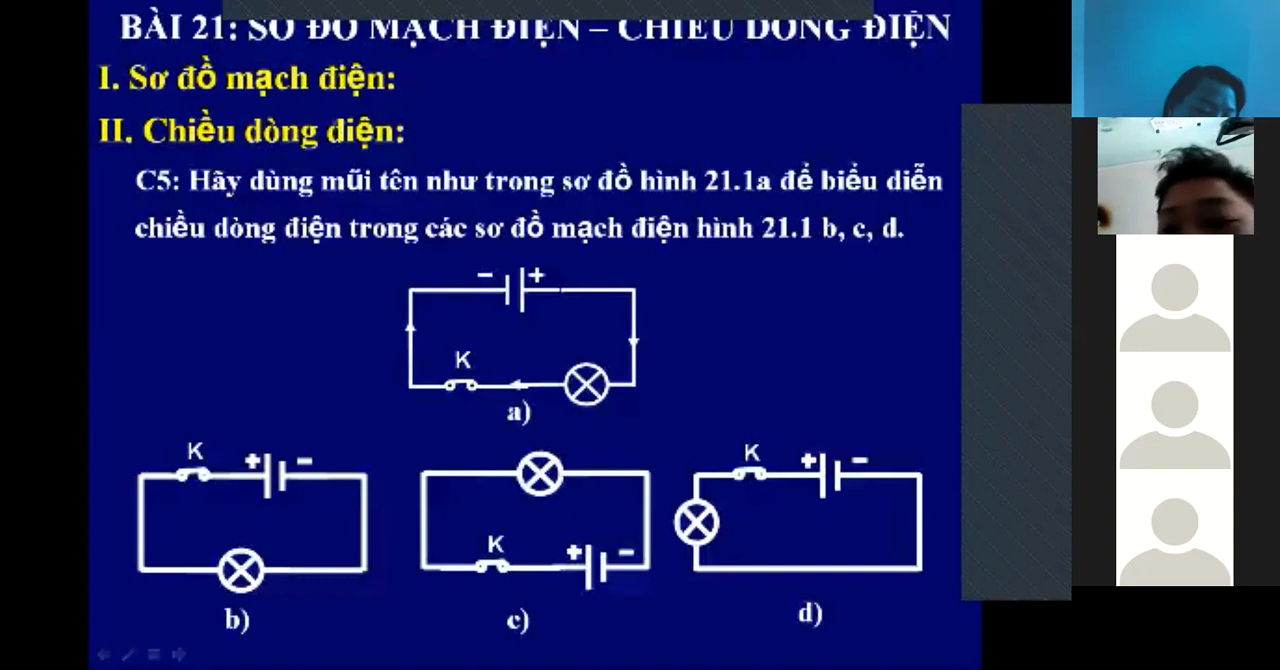 BÀI 21: SƠ ĐỒ MẠCH ĐIỆN – CHIỀU DÒNG ĐIỆN
I. Sơ đồ mạch điện:
II. Chiều dòng điện:
C5: Hãy dùng mũi tên như trong sơ đồ hình 21.1a để biểu diễn
chiều dòng điện trong các sơ đồ mạch điện hình 21.1 b, c, d.
− +
K
a)
K + −
b)
K + −
c)
K + −
d)